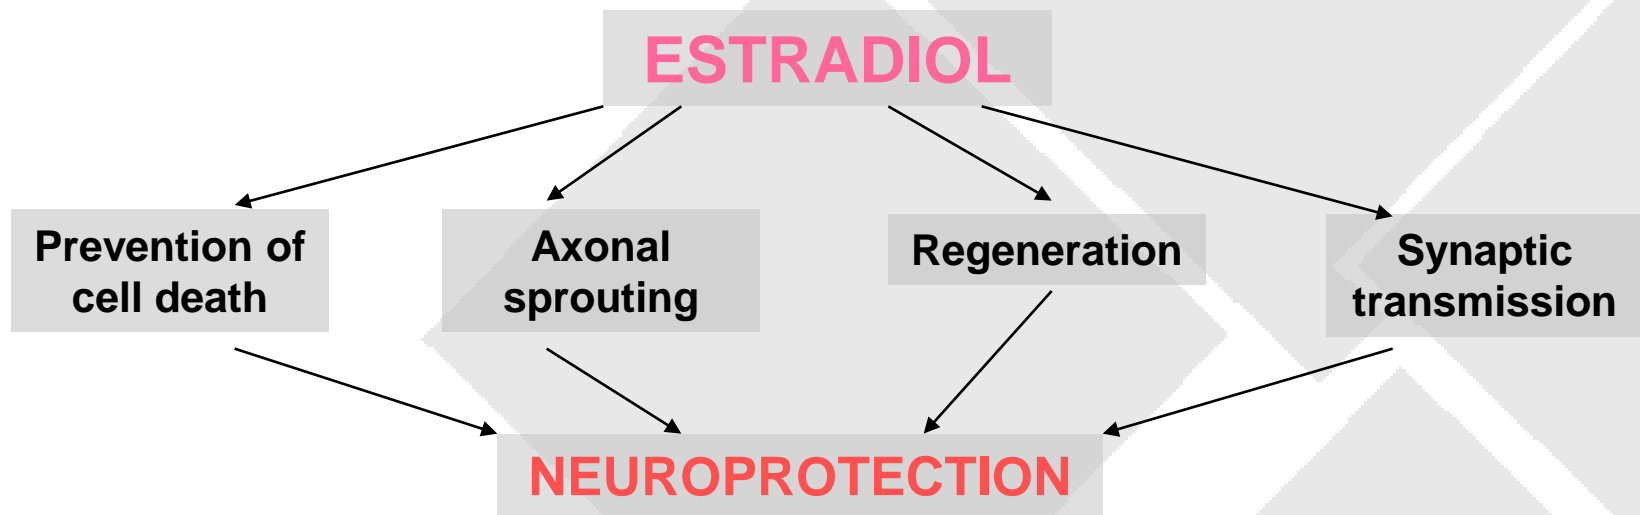 ESTRADIOL
Prevention of
cell death
Axonal
sprouting
Regeneration
Synaptic
transmission
NEUROPROTECTION